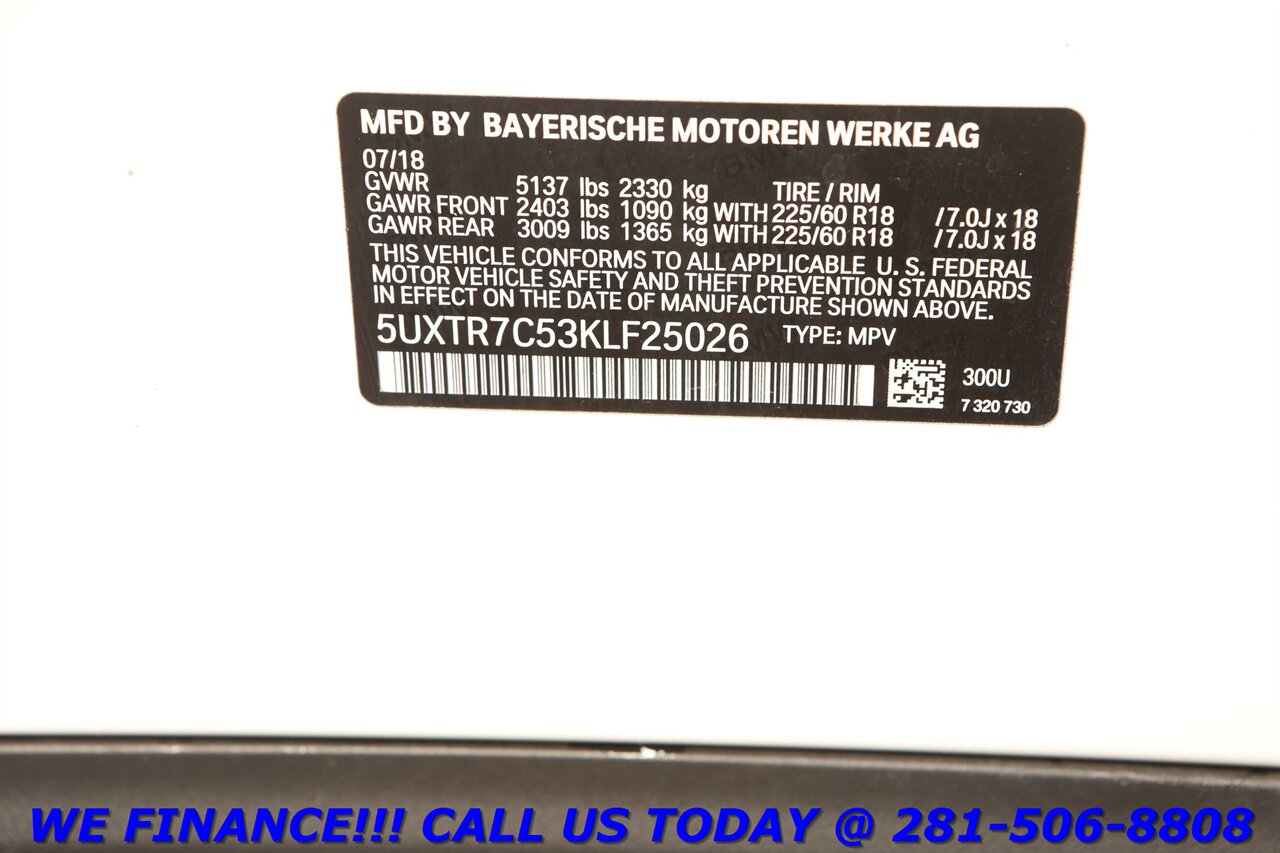 MFD BY BAYERISCHE MOTOREN WERKE AG
07/18
GVWR 5137 lbs 2330 kg TIRE / RIM
GAWR FRONT 2403 lbs 1090 kg WITH 225/60 R18 / 7.0J x 18
GAWR REAR 3009 lbs 1365 kg WITH 225/60 R18 / 7.0J x 18
THIS VEHICLE CONFORMS TO ALL APPLICABLE U. S. FEDERAL
MOTOR VEHICLE SAFETY AND THEFT PREVENTION STANDARDS
IN EFFECT ON THE DATE OF MANUFACTURE SHOWN ABOVE.
5UXTR7C53KLF25026 TYPE: MPV
300U
7 320 730
WE FINANCE!!! CALL US TODAY @ 281-506-8808